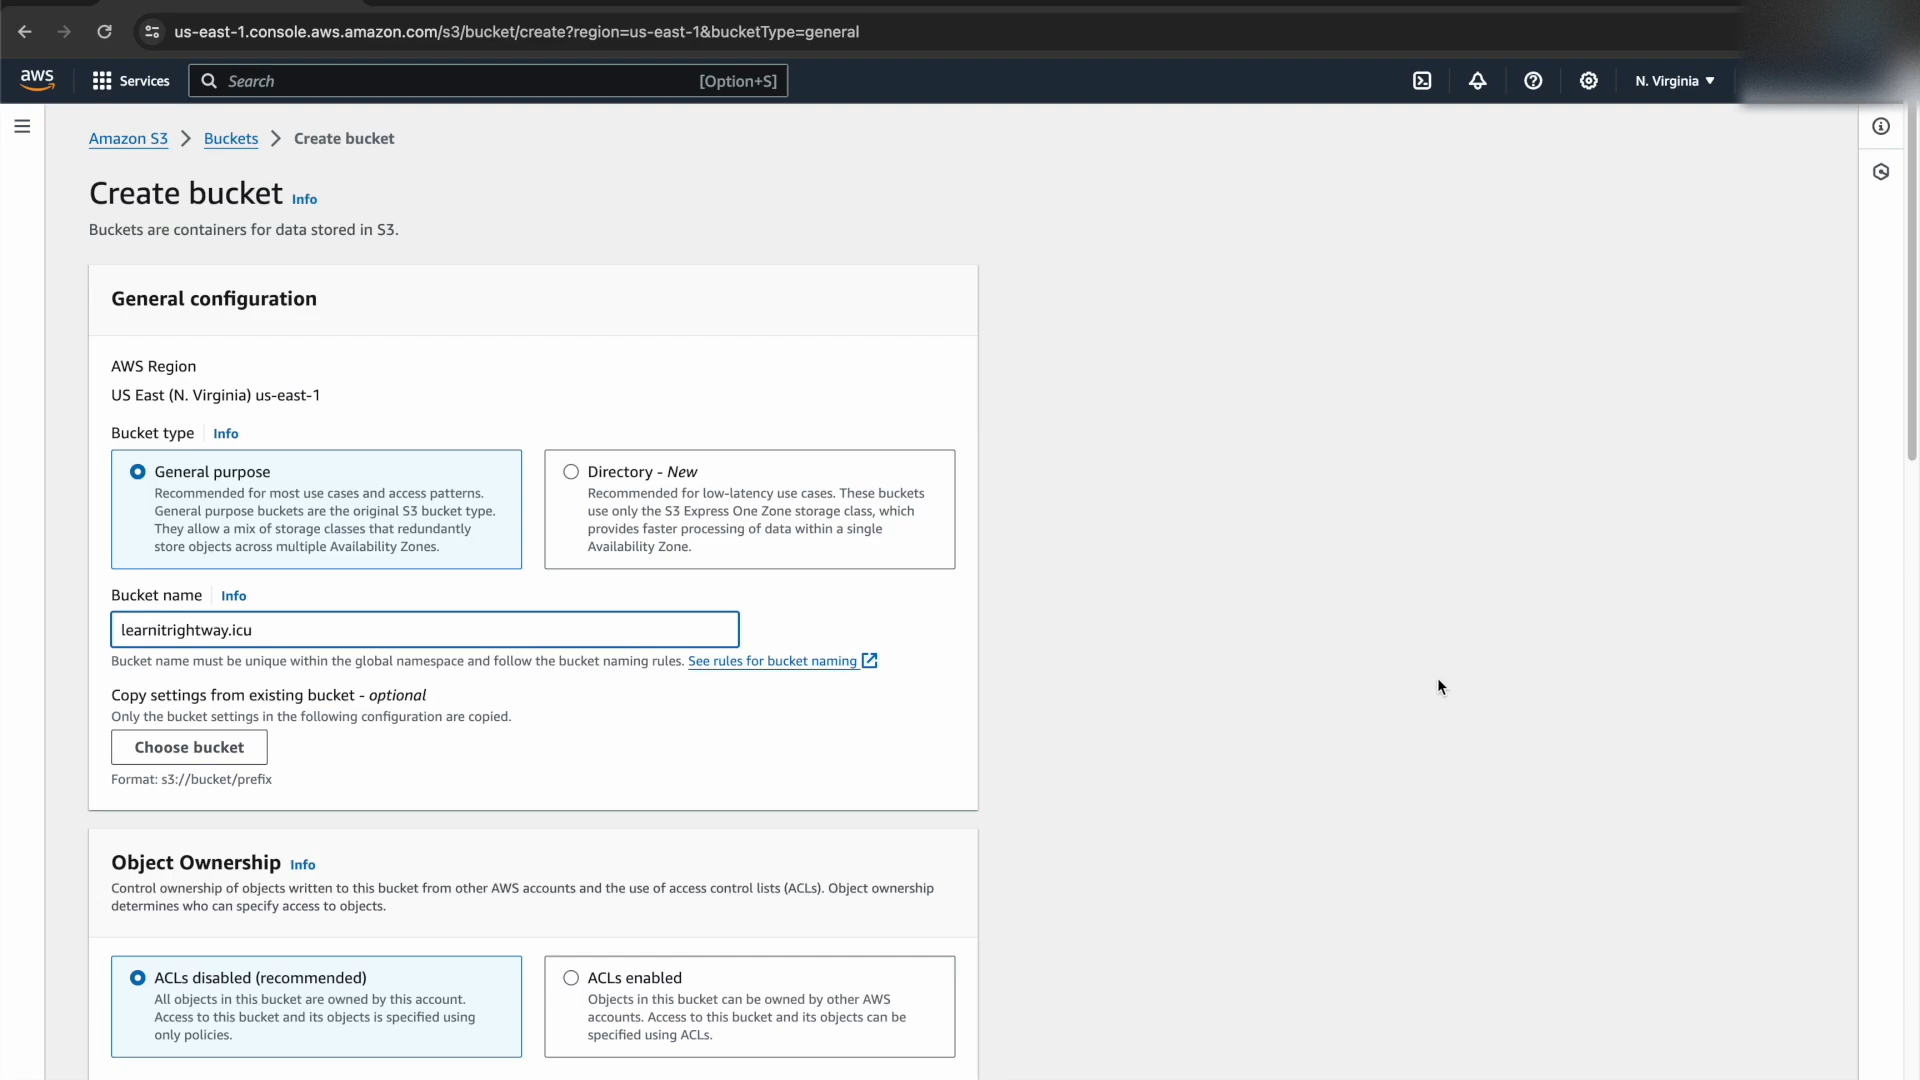 us-east-1.console.aws.amazon.com/s3/bucket/create?region=us-east-1&bucketType=general
aws Services Search [Option+S] N. Virginia
Amazon S3 Buckets Create bucket
Create bucket Info
Buckets are containers for data stored in S3.
General configuration
AWS Region
US East (N. Virginia) us-east-1
Bucket type Info
General purpose
Recommended for most use cases and access patterns.
General purpose buckets are the original S3 bucket type.
They allow a mix of storage classes that redundantly
store objects across multiple Availability Zones.
Directory - New
Recommended for low-latency use cases. These buckets
use only the S3 Express One Zone storage class, which
provides faster processing of data within a single
Availability Zone.
Bucket name Info
learnitrightway.icu
Bucket name must be unique within the global namespace and follow the bucket naming rules. See rules for bucket naming
Copy settings from existing bucket - optional
Only the bucket settings in the following configuration are copied.
Choose bucket
Format: s3://bucket/prefix
Object Ownership Info
Control ownership of objects written to this bucket from other AWS accounts and the use of access control lists (ACLs). Object ownership
determines who can specify access to objects.
ACLs disabled (recommended)
All objects in this bucket are owned by this account.
Access to this bucket and its objects is specified using
only policies.
ACLs enabled
Objects in this bucket can be owned by other AWS
accounts. Access to this bucket and its objects can be
specified using ACLs.